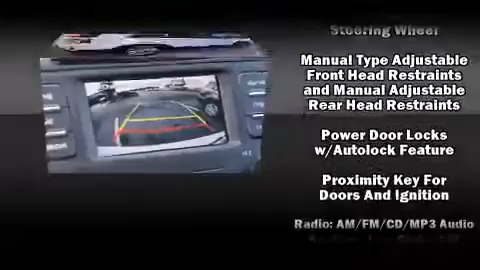 Steering Wheel
Manual Type Adjustable
Front Head Restraints
and Manual Adjustable
Rear Head Restraints
Power Door Locks
w/Autolock Feature
Proximity Key For
Doors And Ignition
Radio: AM/FM/CD/MP3 Audio